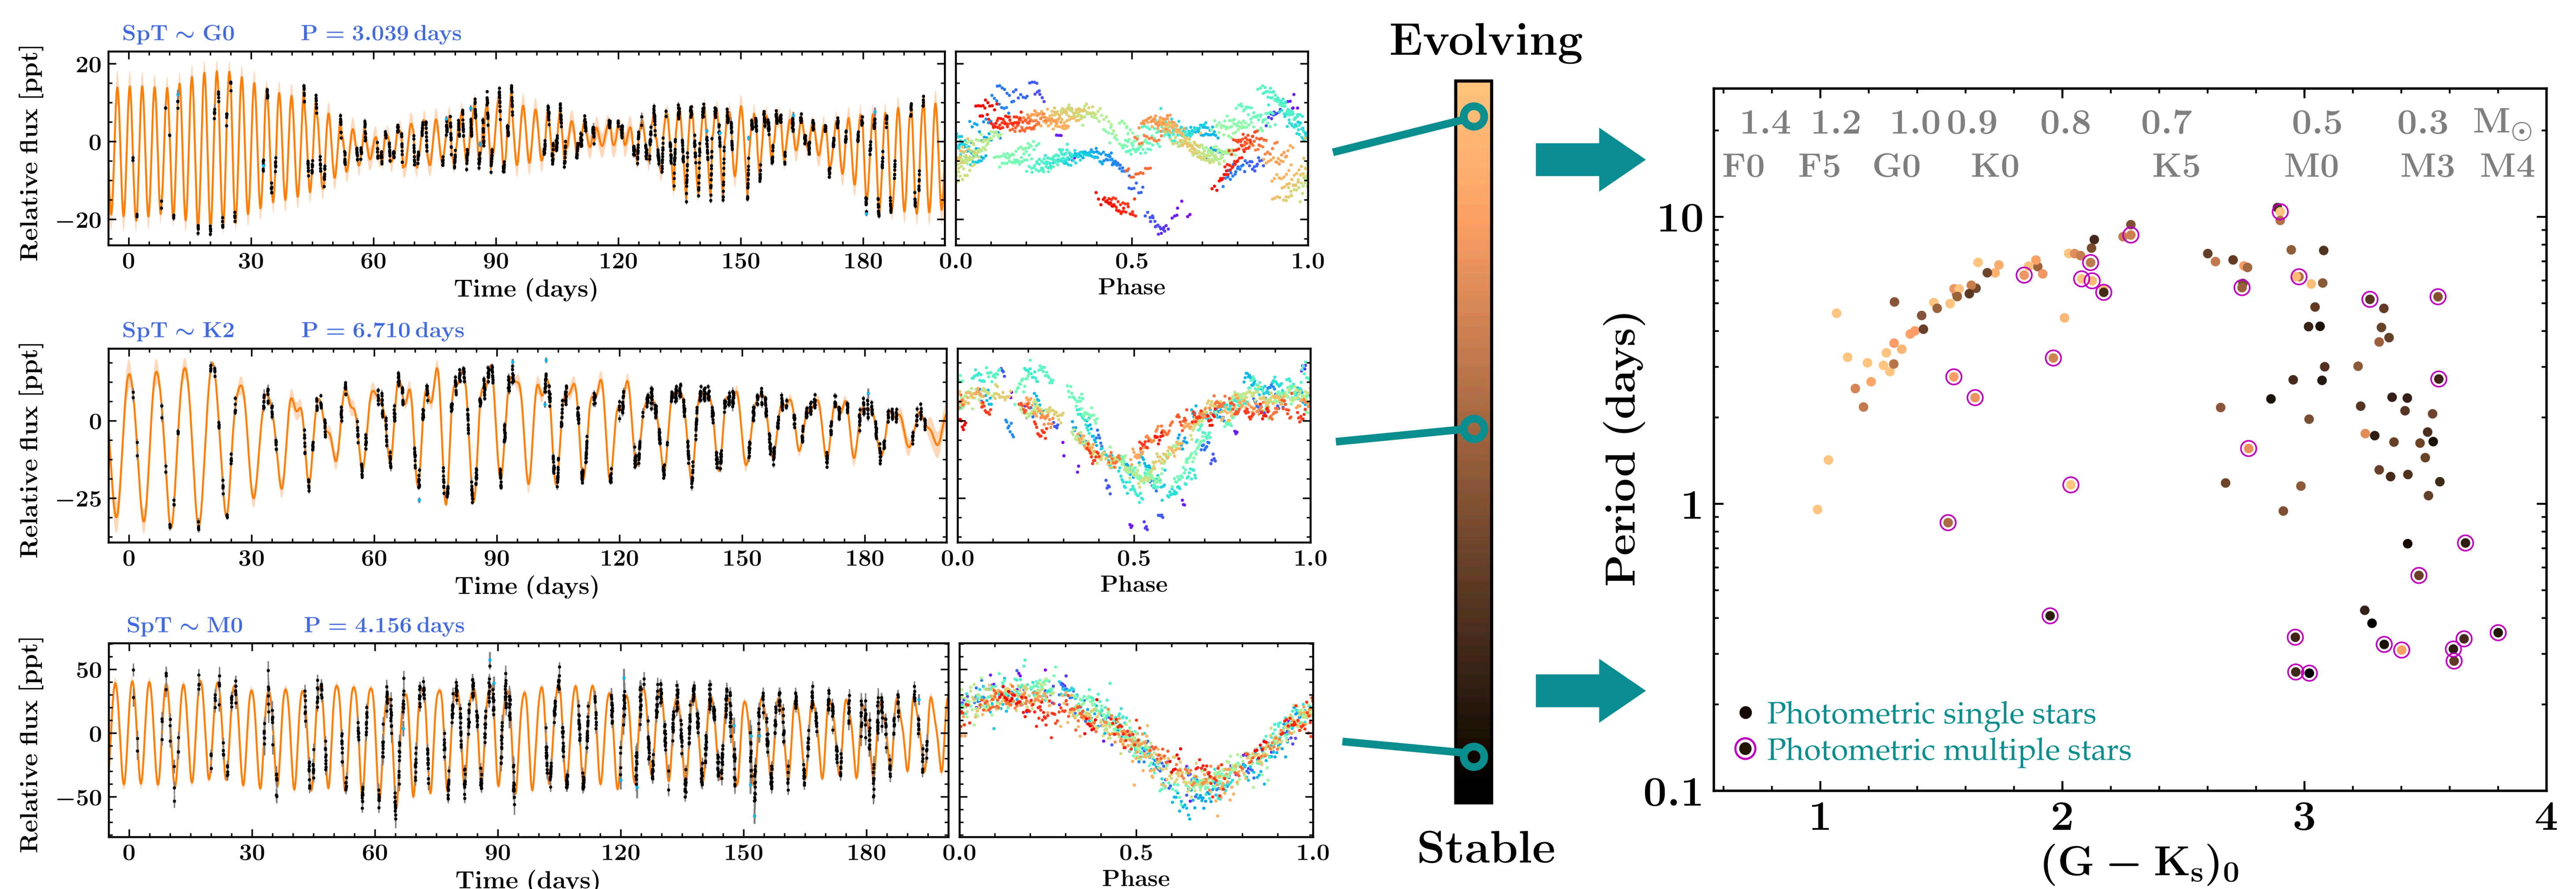 SpT ~ G0 P = 3.039 days
Relative flux [ppt]
20
0
−20
0 30 60 90 120 150 180
Time (days)
0.0 0.5 1.0
Phase
SpT ~ K2 P = 6.710 days
Relative flux [ppt]
0
−25
0 30 60 90 120 150 180
Time (days)
0.0 0.5 1.0
Phase
SpT ~ M0 P = 4.156 days
Relative flux [ppt]
50
0
−50
0 30 60 90 120 150 180
Time (days)
0.0 0.5 1.0
Phase
Evolving
Stable
1.4 1.2 1.0 0.9 0.8 0.7 0.5 0.3 M☉
F0 F5 G0 K0 K5 M0 M3 M4
Period (days)
10
1
0.1
Photometric single stars
Photometric multiple stars
1 2 3 4
(G − Ks)0